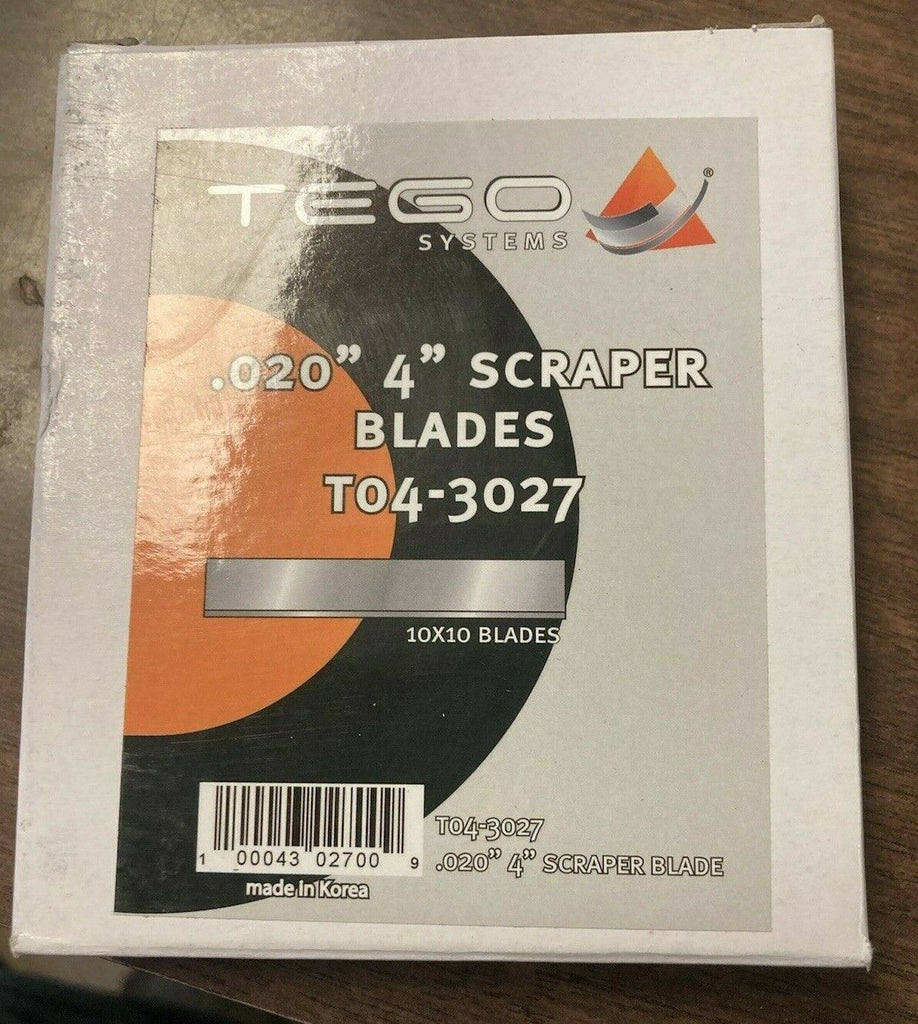 TEGO
®
SYSTEMS
.020” 4” SCRAPER
BLADES
T04-3027
10X10 BLADES
1 00043 02700 9
made in Korea
T04-3027
.020” 4” SCRAPER BLADE